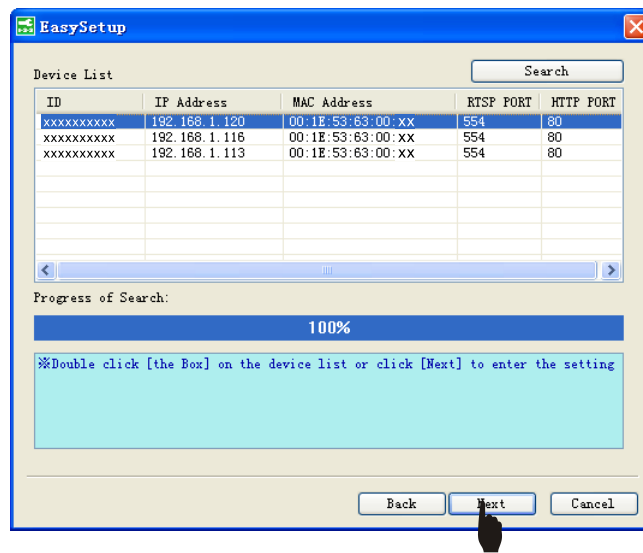 EasySetup
Device List
Search
ID IP Address MAC Address RTSP PORT HTTP PORT
xxxxxxxxxx 192.168.1.120 00:1E:53:63:00:xx 554 80
xxxxxxxxxx 192.168.1.116 00:1E:53:63:00:xx 554 80
xxxxxxxxxx 192.168.1.113 00:1E:53:63:00:xx 554 80
Progress of Search:
100%
※Double click [the Box] on the device list or click [Next] to enter the setting
Back Next Cancel